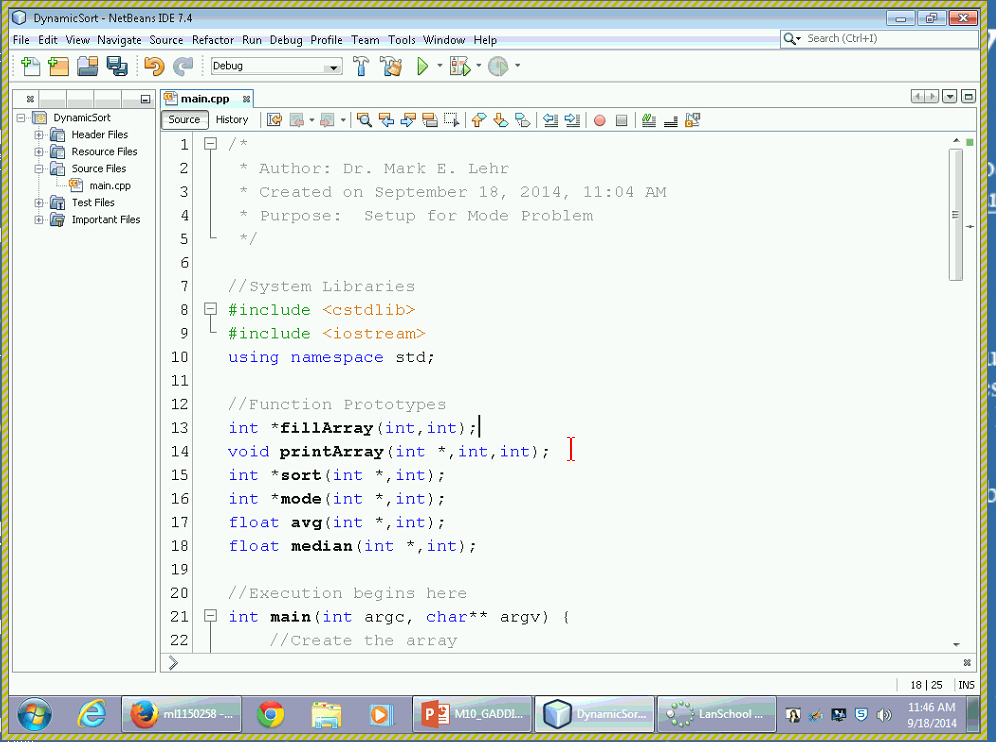 DynamicSort - NetBeans IDE 7.4
File Edit View Navigate Source Refactor Run Debug Profile Team Tools Window Help
Search (Ctrl+I)
Debug
main.cpp
Source History
DynamicSort
Header Files
Resource Files
Source Files
main.cpp
Test Files
Important Files
1 /*
2 * Author: Dr. Mark E. Lehr
3 * Created on September 18, 2014, 11:04 AM
4 * Purpose:  Setup for Mode Problem
5 */
6
7 //System Libraries
8 #include <cstdlib>
9 #include <iostream>
10 using namespace std;
11
12 //Function Prototypes
13 int *fillArray(int,int);
14 void printArray(int *,int,int);
15 int *sort(int *,int);
16 int *mode(int *,int);
17 float avg(int *,int);
18 float median(int *,int);
19
20 //Execution begins here
21 int main(int argc, char** argv) {
22 //Create the array
18 | 25 INS
ml1150258 -...
M10_GADDI...
DynamicSor...
LanSchool ...
11:46 AM
9/18/2014